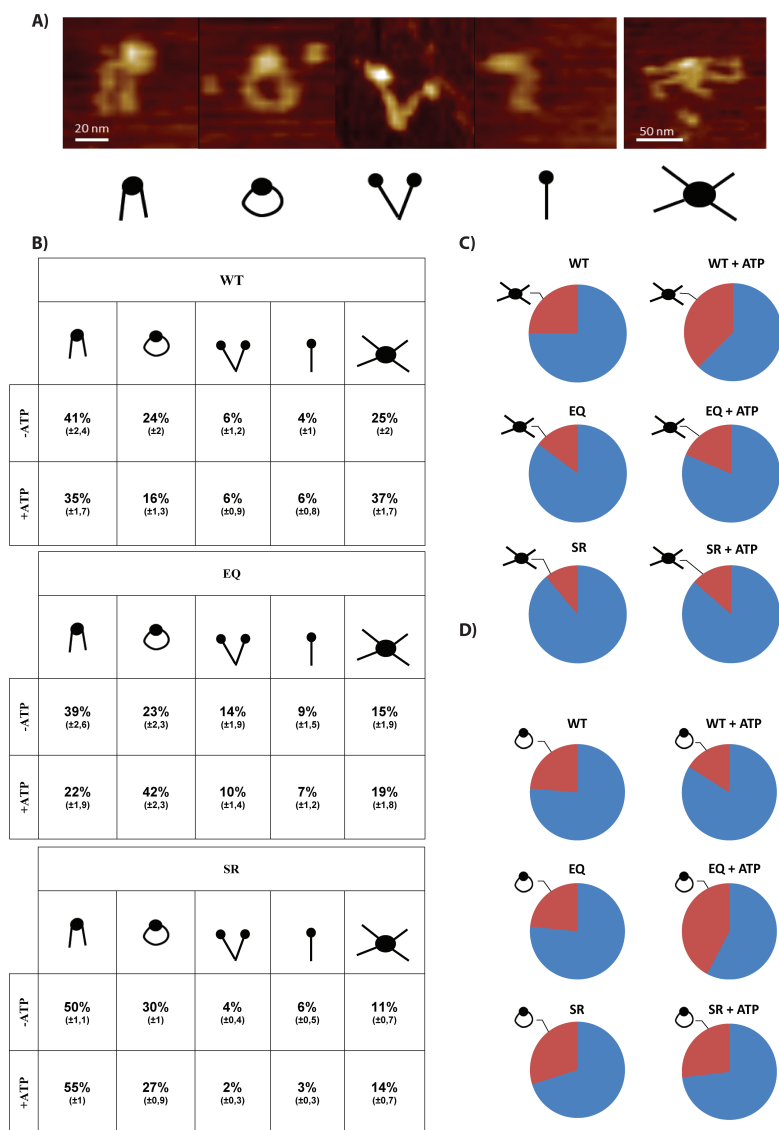 A)
20 nm
50 nm
B)
WT
-ATP
41% 24% 6% 4% 25%
(±2,4) (±2) (±1,2) (±1) (±2)
+ATP
35% 16% 6% 6% 37%
(±1,7) (±1,3) (±0,9) (±0,8) (±1,7)
EQ
-ATP
39% 23% 14% 9% 15%
(±2,6) (±2,3) (±1,9) (±1,5) (±1,9)
+ATP
22% 42% 10% 7% 19%
(±1,9) (±2,3) (±1,4) (±1,2) (±1,8)
SR
-ATP
50% 30% 4% 6% 11%
(±1,1) (±1) (±0,4) (±0,5) (±0,7)
+ATP
55% 27% 2% 3% 14%
(±1) (±0,9) (±0,3) (±0,3) (±0,7)
C)
WT WT + ATP
EQ EQ + ATP
SR SR + ATP
D)
WT WT + ATP
EQ EQ + ATP
SR SR + ATP